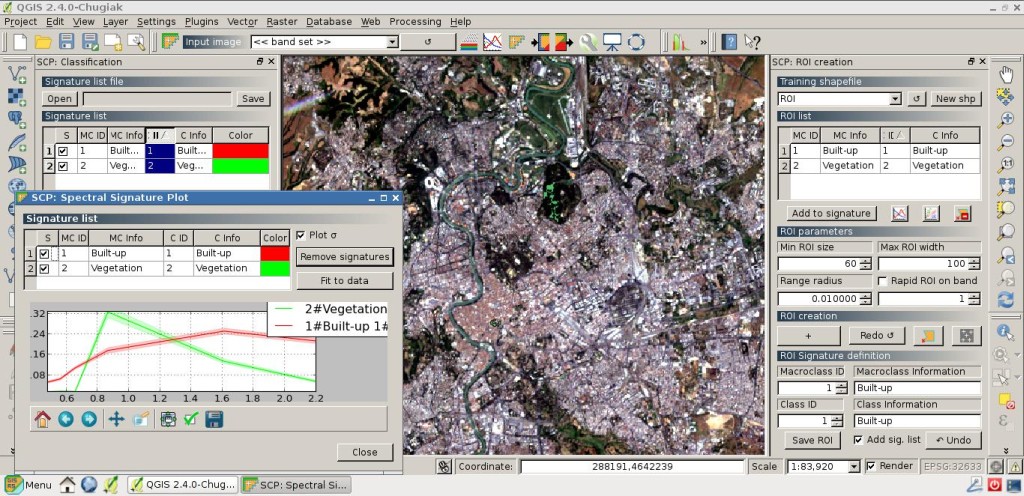 QGIS 2.4.0-Chugiak
Project Edit View Layer Settings Plugins Vector Raster Database Web Processing Help
Input image << band set >>
SCP: Classification
Signature list file
Open Save
Signature list
S MC ID MC Info C Info Color
1 1 Built... 1 Built...
2 2 Veg... 2 Veg...
SCP: Spectral Signature Plot
Signature list
S MC ID MC Info C ID C Info Color
1 1 Built-up 1 Built-up
2 2 Vegetation 2 Vegetation
Plot σ
Remove signatures
Fit to data
2#Vegetation
1#Built-up 1#
.32
.24
.16
.08
0.6 0.8 1.0 1.2 1.4 1.6 1.8 2.0 2.2
Close
SCP: ROI creation
Training shapefile
ROI New shp
ROI list
MC ID MC Info C Info
1 1 Built-up 1 Built-up
2 2 Vegetation 2 Vegetation
Add to signature
ROI parameters
Min ROI size Max ROI width
60 100
Range radius Rapid ROI on band
0.010000 1
ROI creation
+ Redo ↺
ROI Signature definition
Macroclass ID Macroclass Information
1 Built-up
Class ID Class Information
1 Built-up
Save ROI Add sig. list ↶ Undo
Coordinate: 288191,4642239 Scale 1:83,920 Render EPSG:32633
Menu QGIS 2.4.0-Chug... SCP: Spectral Si...